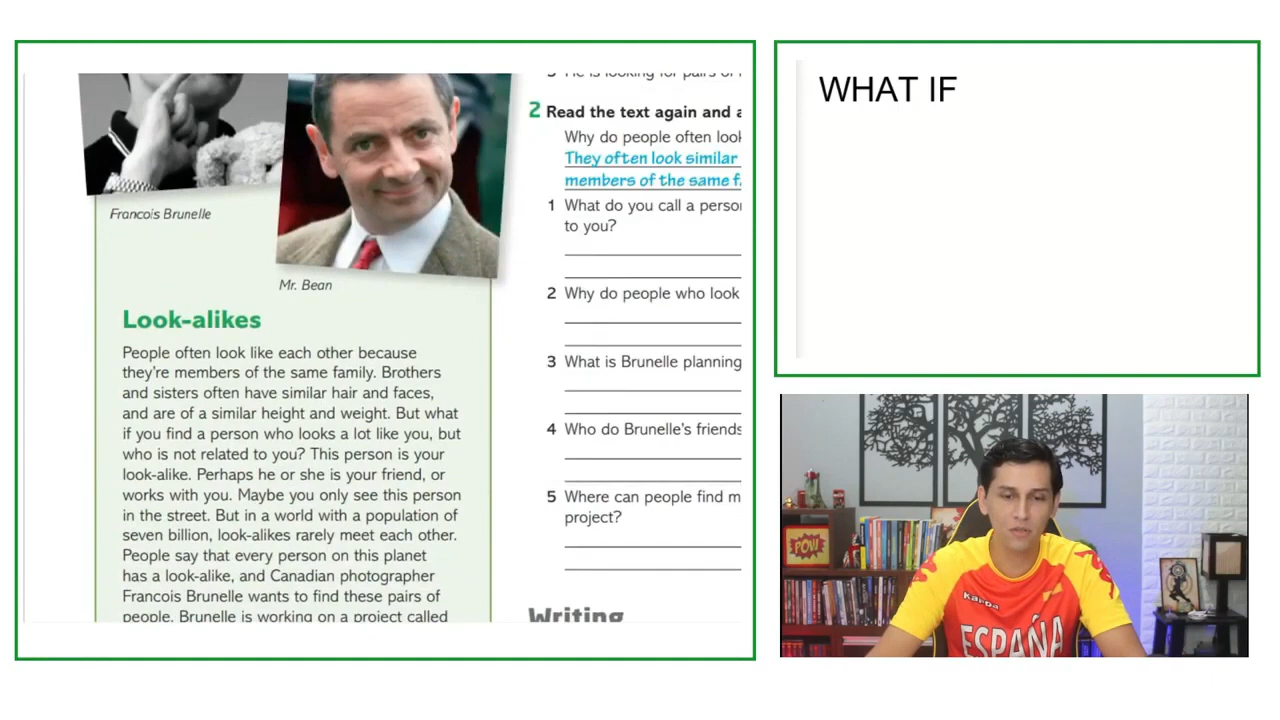 Francois Brunelle
Mr. Bean
Look-alikes
People often look like each other because
they're members of the same family. Brothers
and sisters often have similar hair and faces,
and are of a similar height and weight. But what
if you find a person who looks a lot like you, but
who is not related to you? This person is your
look-alike. Perhaps he or she is your friend, or
works with you. Maybe you only see this person
in the street. But in a world with a population of
seven billion, look-alikes rarely meet each other.
People say that every person on this planet
has a look-alike, and Canadian photographer
Francois Brunelle wants to find these pairs of
people. Brunelle is working on a project called
2 Read the text again and a
Why do people often look
They often look similar
members of the same f
1 What do you call a person
to you?
2 Why do people who look
3 What is Brunelle planning
4 Who do Brunelle's friends
5 Where can people find m
project?
Writing
WHAT IF
POW!
Kappa
ESPAÑA